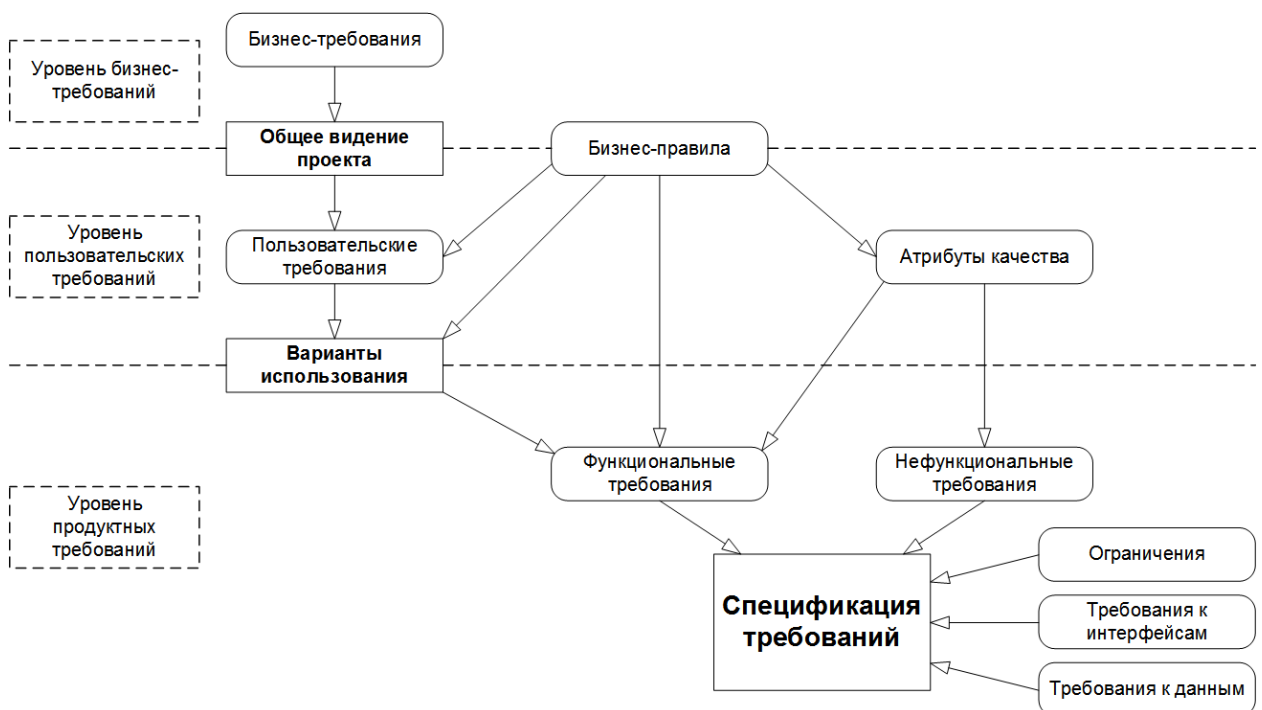 Бизнес-требования
Уровень бизнес-
требований
Общее видение
проекта
Бизнес-правила
Уровень
пользовательских
требований
Пользовательские
требования
Атрибуты качества
Варианты
использования
Функциональные
требования
Нефункциональные
требования
Уровень
продуктных
требований
Спецификация
требований
Ограничения
Требования к
интерфейсам
Требования к данным